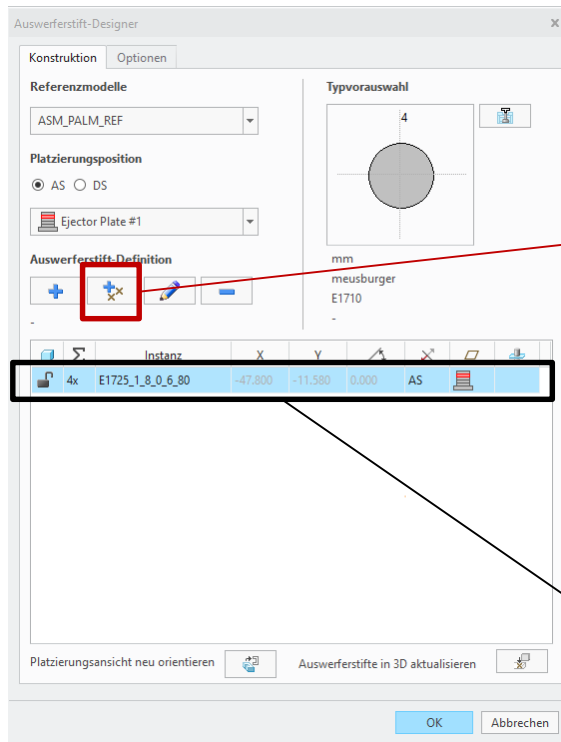 Auswerferstift-Designer
x
Konstruktion
Optionen
Referenzmodelle
ASM_PALM_REF
Platzierungsposition
AS
DS
Ejector Plate #1
Auswerferstift-Definition
-
Typvorauswahl
4
mm
meusburger
E1710
-
Σ Instanz X Y
4x E1725_1_8_0_6_80 -47.800 -11.580 0.000 AS
Platzierungsansicht neu orientieren
Auswerferstifte in 3D aktualisieren
OK
Abbrechen